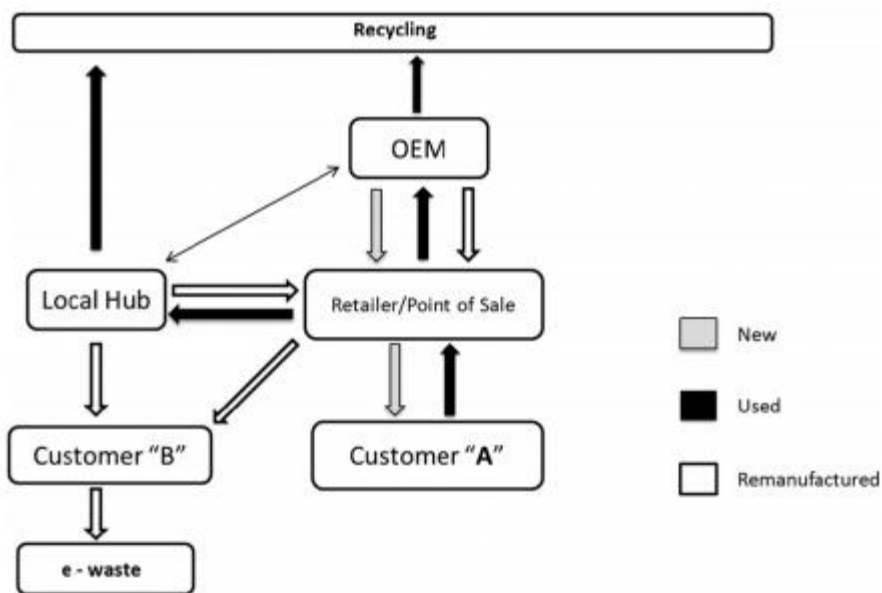 Recycling
OEM
Local Hub
Retailer/Point of Sale
New
Used
Customer "B"
Customer "A"
Remanufactured
e - waste